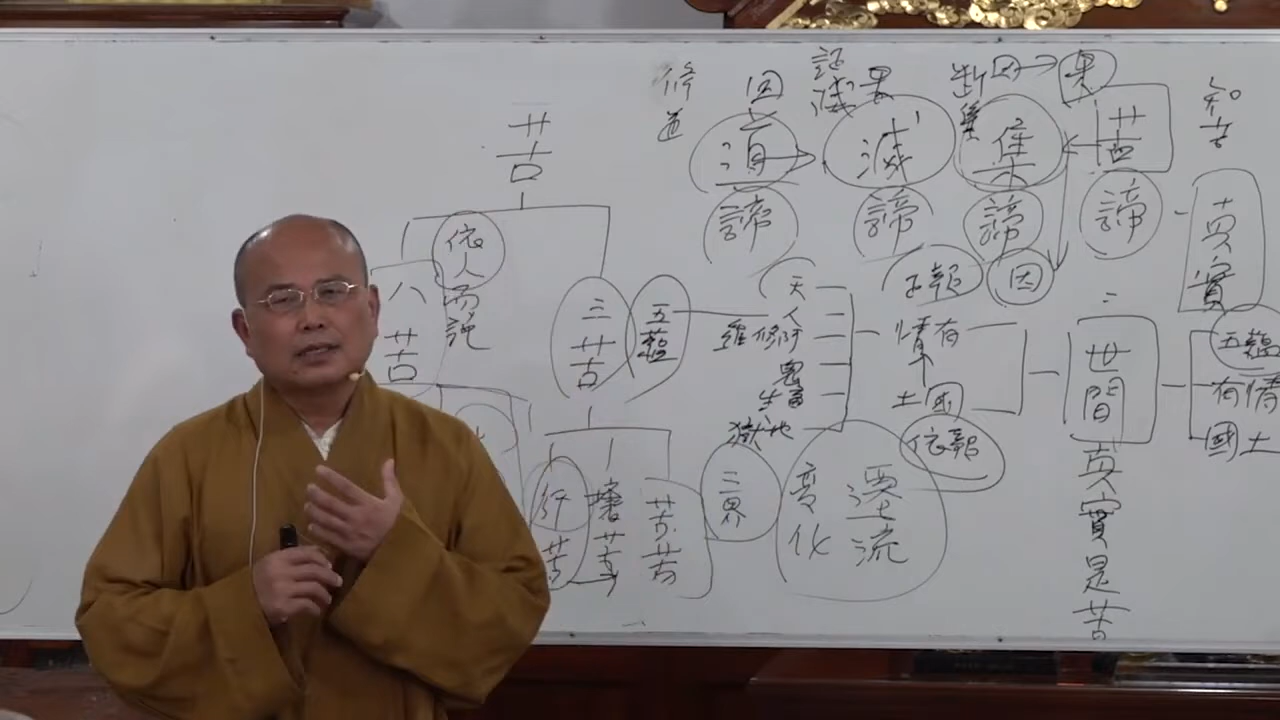 知苦
苦諦
真實
果
因
集諦
斷集
滅諦
證滅
果
道諦
因
修道
三世間
真實是苦
五蘊
有情
國土
有情
國土
正報
因
依報
天
人
阿修羅
鬼
畜生
地獄
遷流
變化
三界
苦
三苦
五蘊
苦苦
壞苦
行苦
依人而說
八苦